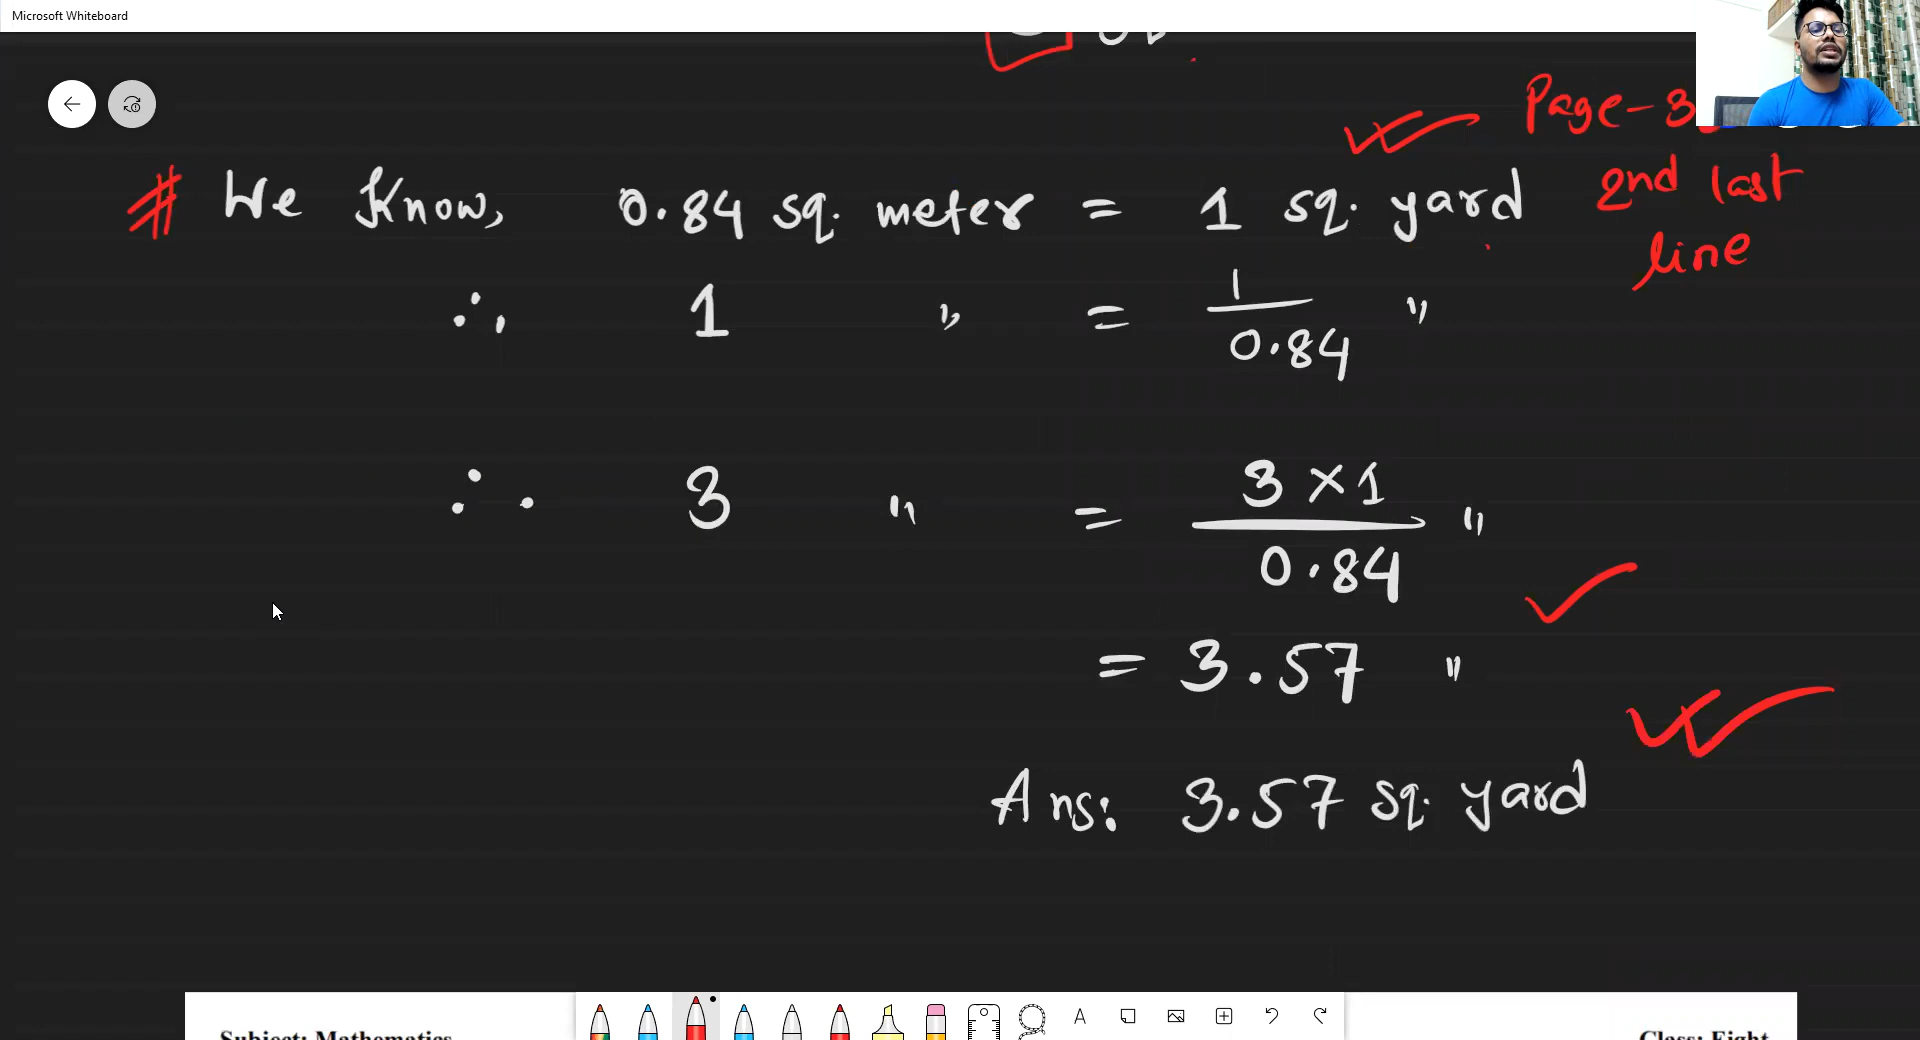 Microsoft Whiteboard
Page-3
# We Know, 0.84 sq. meter = 1 sq. yard
2nd last
line
∴ 1 " = 1/0.84 "
∴ 3 " = 3 × 1/0.84 "
= 3.57 "
Ans: 3.57 sq. yard
Subject: Mathematics
Class: Eight
A